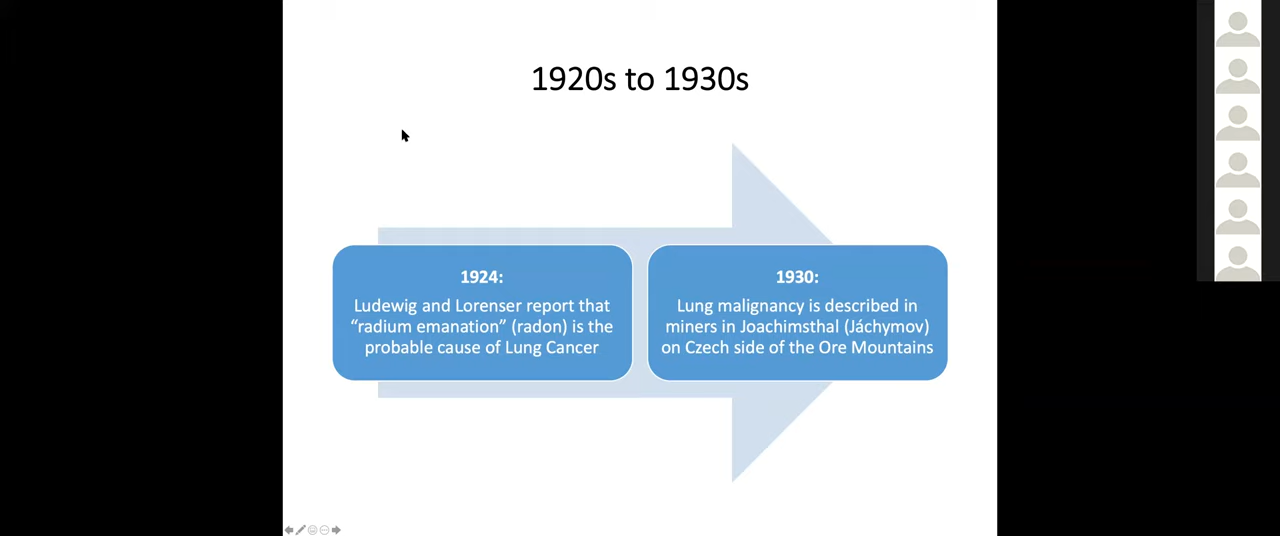 1920s to 1930s
1924:
Ludewig and Lorenser report that
“radium emanation” (radon) is the
probable cause of Lung Cancer
1930:
Lung malignancy is described in
miners in Joachimsthal (Jáchymov)
on Czech side of the Ore Mountains